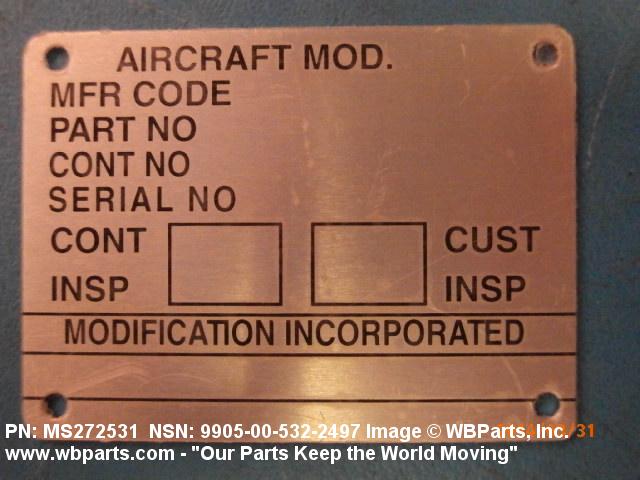 AIRCRAFT MOD.
MFR CODE
PART NO
CONT NO
SERIAL NO
CONT CUST
INSP INSP
MODIFICATION INCORPORATED
PN: MS272531 NSN: 9905-00-532-2497 Image © WBParts, Inc.
/31
www.wbparts.com - "Our Parts Keep the World Moving"